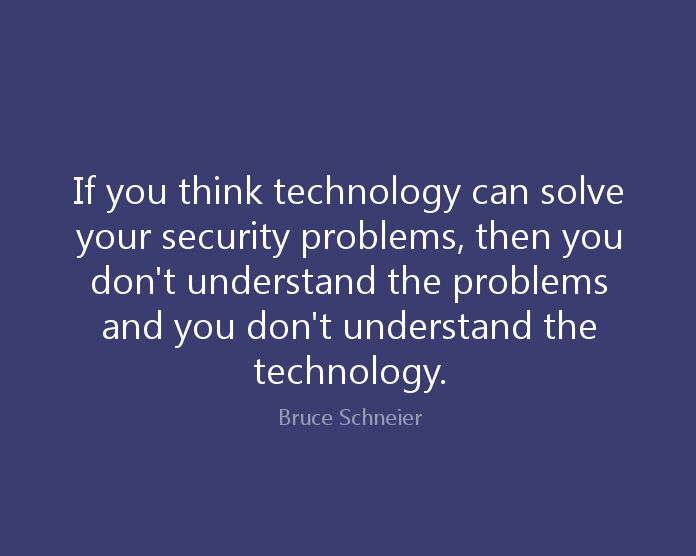 If you think technology can solve
your security problems, then you
don't understand the problems
and you don't understand the
technology.
Bruce Schneier